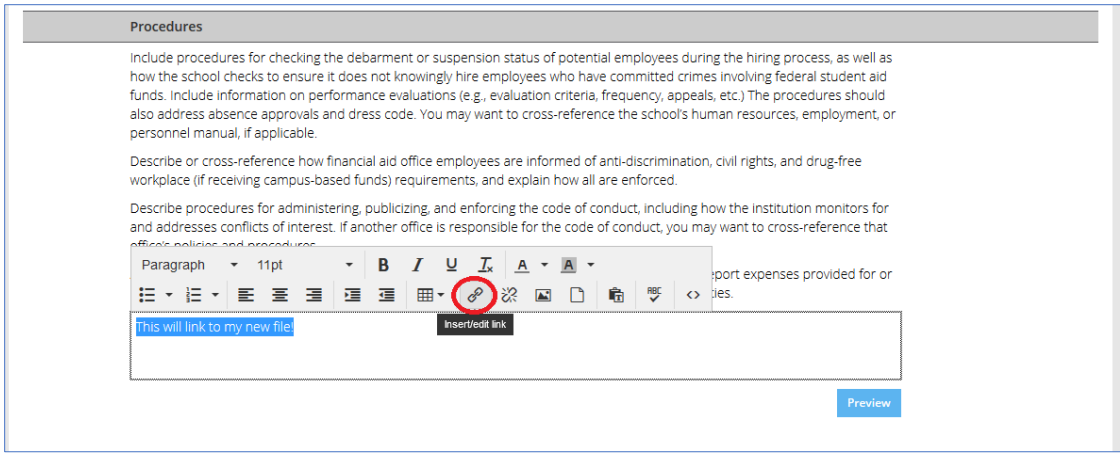 Procedures
Include procedures for checking the debarment or suspension status of potential employees during the hiring process, as well as
how the school checks to ensure it does not knowingly hire employees who have committed crimes involving federal student aid
funds. Include information on performance evaluations (e.g., evaluation criteria, frequency, appeals, etc.) The procedures should
also address absence approvals and dress code. You may want to cross-reference the school's human resources, employment, or
personnel manual, if applicable.
Describe or cross-reference how financial aid office employees are informed of anti-discrimination, civil rights, and drug-free
workplace (if receiving campus-based funds) requirements, and explain how all are enforced.
Describe procedures for administering, publicizing, and enforcing the code of conduct, including how the institution monitors for
and addresses conflicts of interest. If another office is responsible for the code of conduct, you may want to cross-reference that
office's policies and procedures.
Paragraph 11pt B I U Ix A A
expenses provided for or
ABC
Insert/edit link
This will link to my new file!
Preview